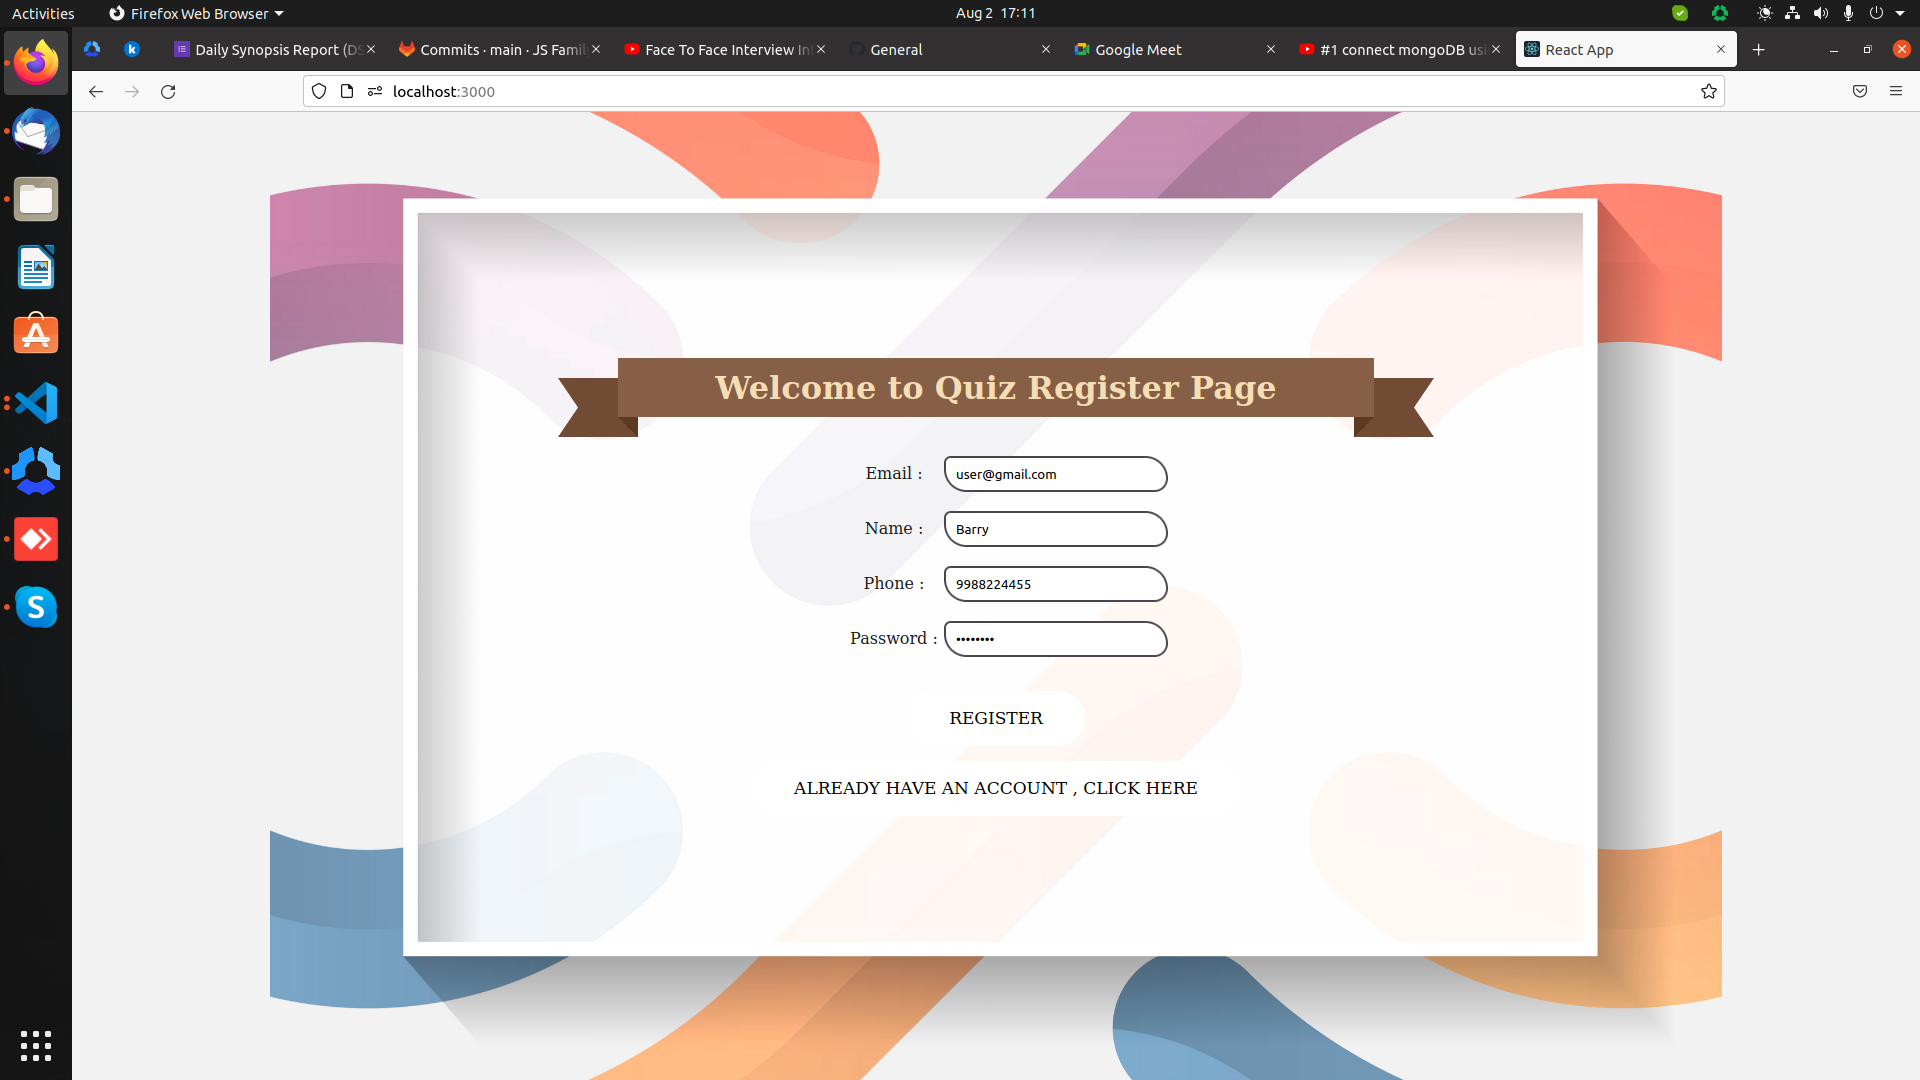 Activities
Firefox Web Browser
Aug 2 17:11
Daily Synopsis Report (DS
Commits · main · JS Famil
Face To Face Interview In
General
Google Meet
#1 connect mongoDB usi
React App
localhost:3000
Welcome to Quiz Register Page
Email :
user@gmail.com
Name :
Barry
Phone :
9988224455
Password :
••••••••
REGISTER
ALREADY HAVE AN ACCOUNT , CLICK HERE